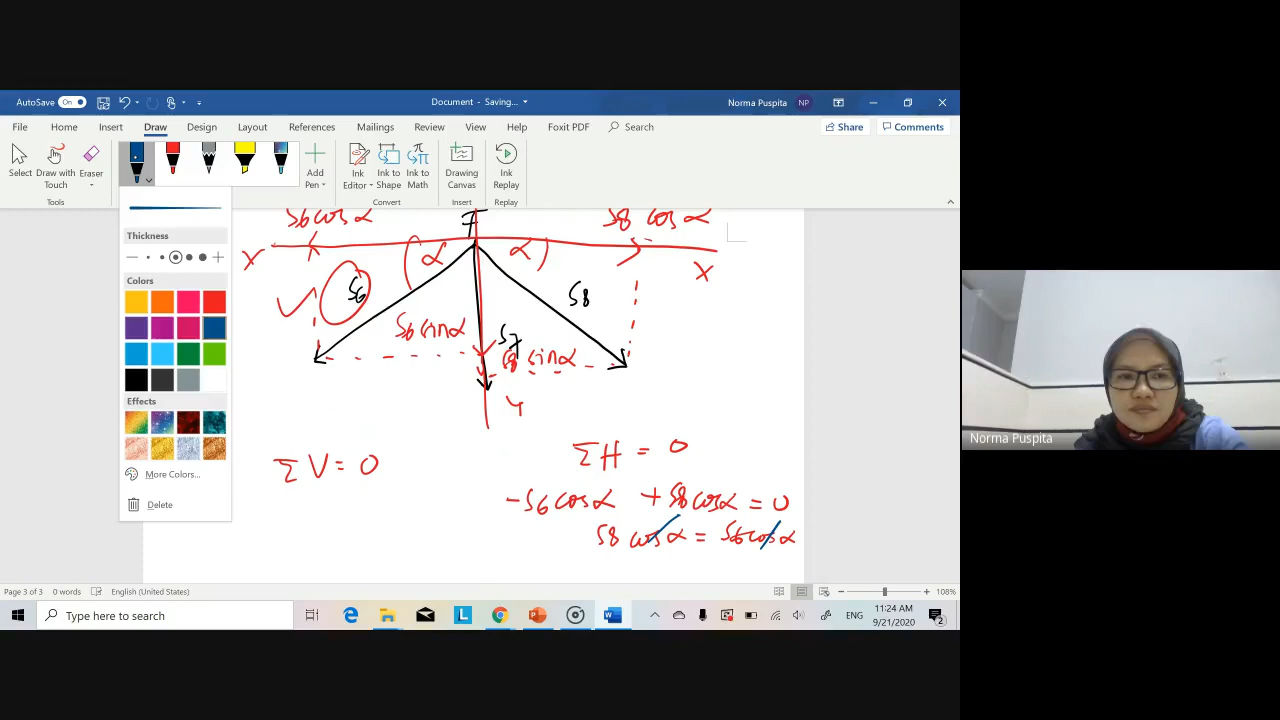 AutoSave On Document - Saving... Norma Puspita NP
File Home Insert Draw Design Layout References Mailings Review View Help Foxit PDF Search Share Comments
Select Draw with Touch Eraser Add Pen Ink Editor Ink to Shape Ink to Math Drawing Canvas Ink Replay
Tools Convert Insert Replay
Thickness
Colors
Effects
More Colors...
Delete
S6 cos α F S8 cos α
X α α X
S6 S8
S6 sin α S7
S8 sin α
Y
Σ H = 0
Σ V = 0
-S6 cos α + S8 cos α = 0
S8 cos α = S6 cos α
Norma Puspita
Page 3 of 3 0 words English (United States) 108%
Type here to search ENG 11:24 AM
9/21/2020 2